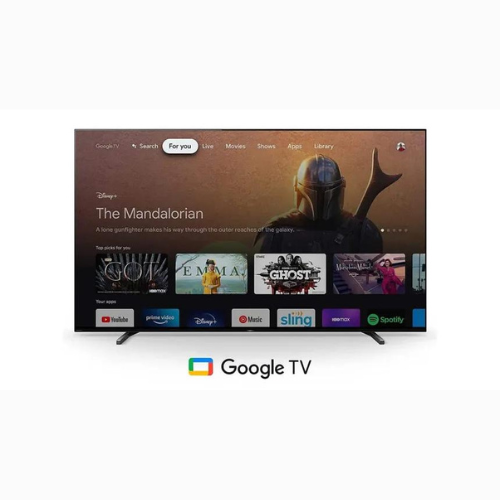 Google TV Search For you Live Movies Shows Apps Library
Disney+
The Mandalorian
A lone gunfighter makes his way through the outer reaches of the galaxy.
Top picks for you
GOT EMMA. GHOST
HBOMAX
Your apps
YouTube prime video Disney+ Music sling HBOMAX Spotify
Google TV